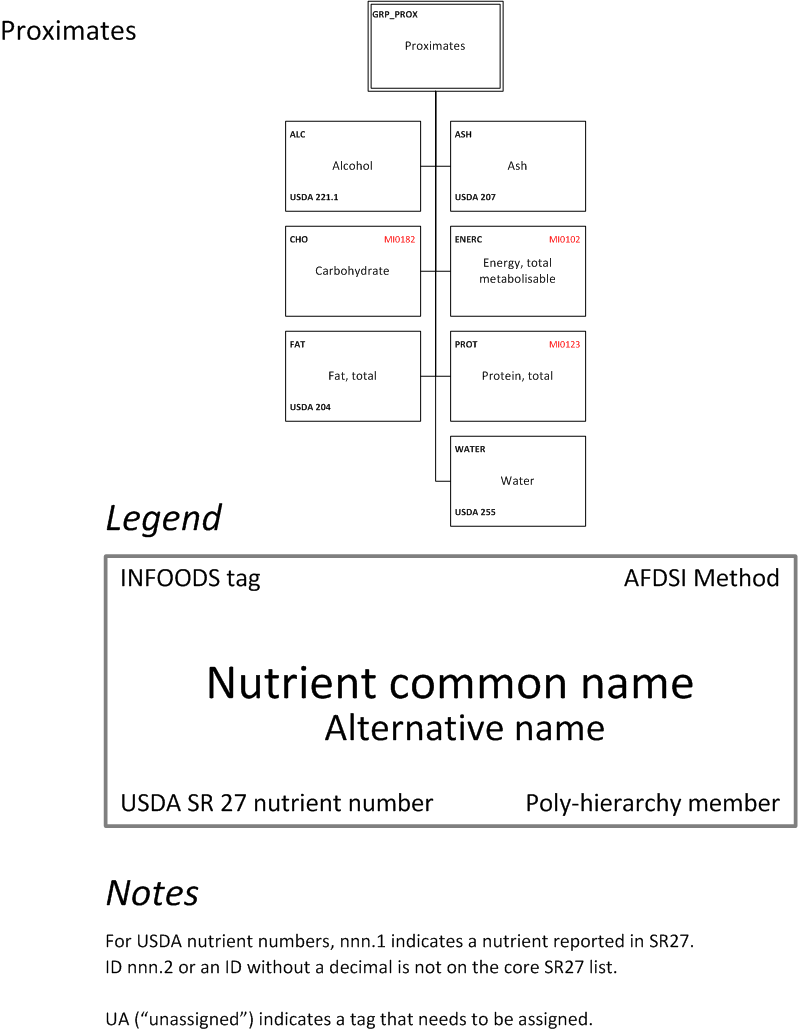 Proximates
GRP_PROX
Proximates
ALC
Alcohol
USDA 221.1
ASH
Ash
USDA 207
CHO MI0182
Carbohydrate
ENERC MI0102
Energy, total
metabolisable
FAT
Fat, total
USDA 204
PROT MI0123
Protein, total
WATER
Water
USDA 255
Legend
INFOODS tag AFDSI Method
Nutrient common name
Alternative name
USDA SR 27 nutrient number Poly-hierarchy member
Notes
For USDA nutrient numbers, nnn.1 indicates a nutrient reported in SR27.
ID nnn.2 or an ID without a decimal is not on the core SR27 list.
UA (“unassigned”) indicates a tag that needs to be assigned.